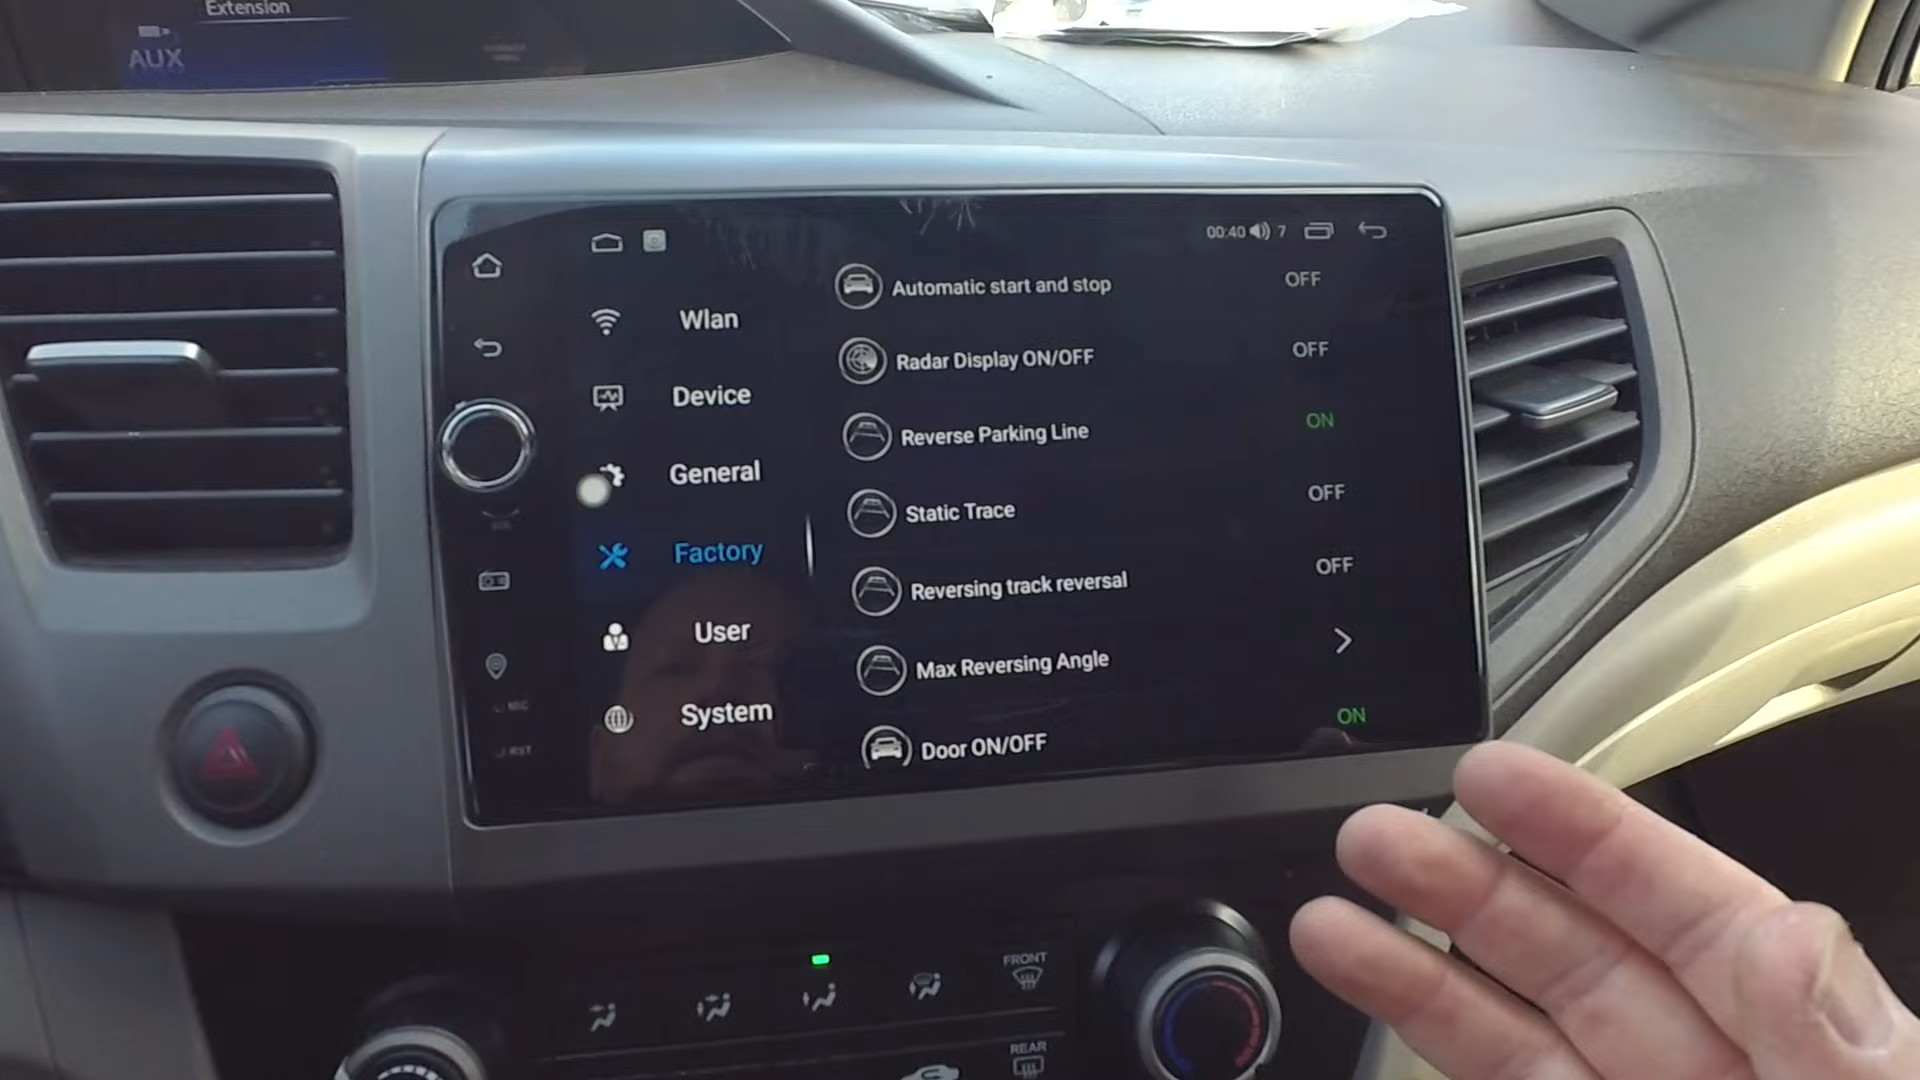 Extension
AUX
00:40 7
Automatic start and stop OFF
Wlan
Radar Display ON/OFF OFF
Device
Reverse Parking Line ON
General
Static Trace OFF
Factory
Reversing track reversal OFF
User
Max Reversing Angle
System
MIC
Door ON/OFF ON
RST
FRONT
REAR